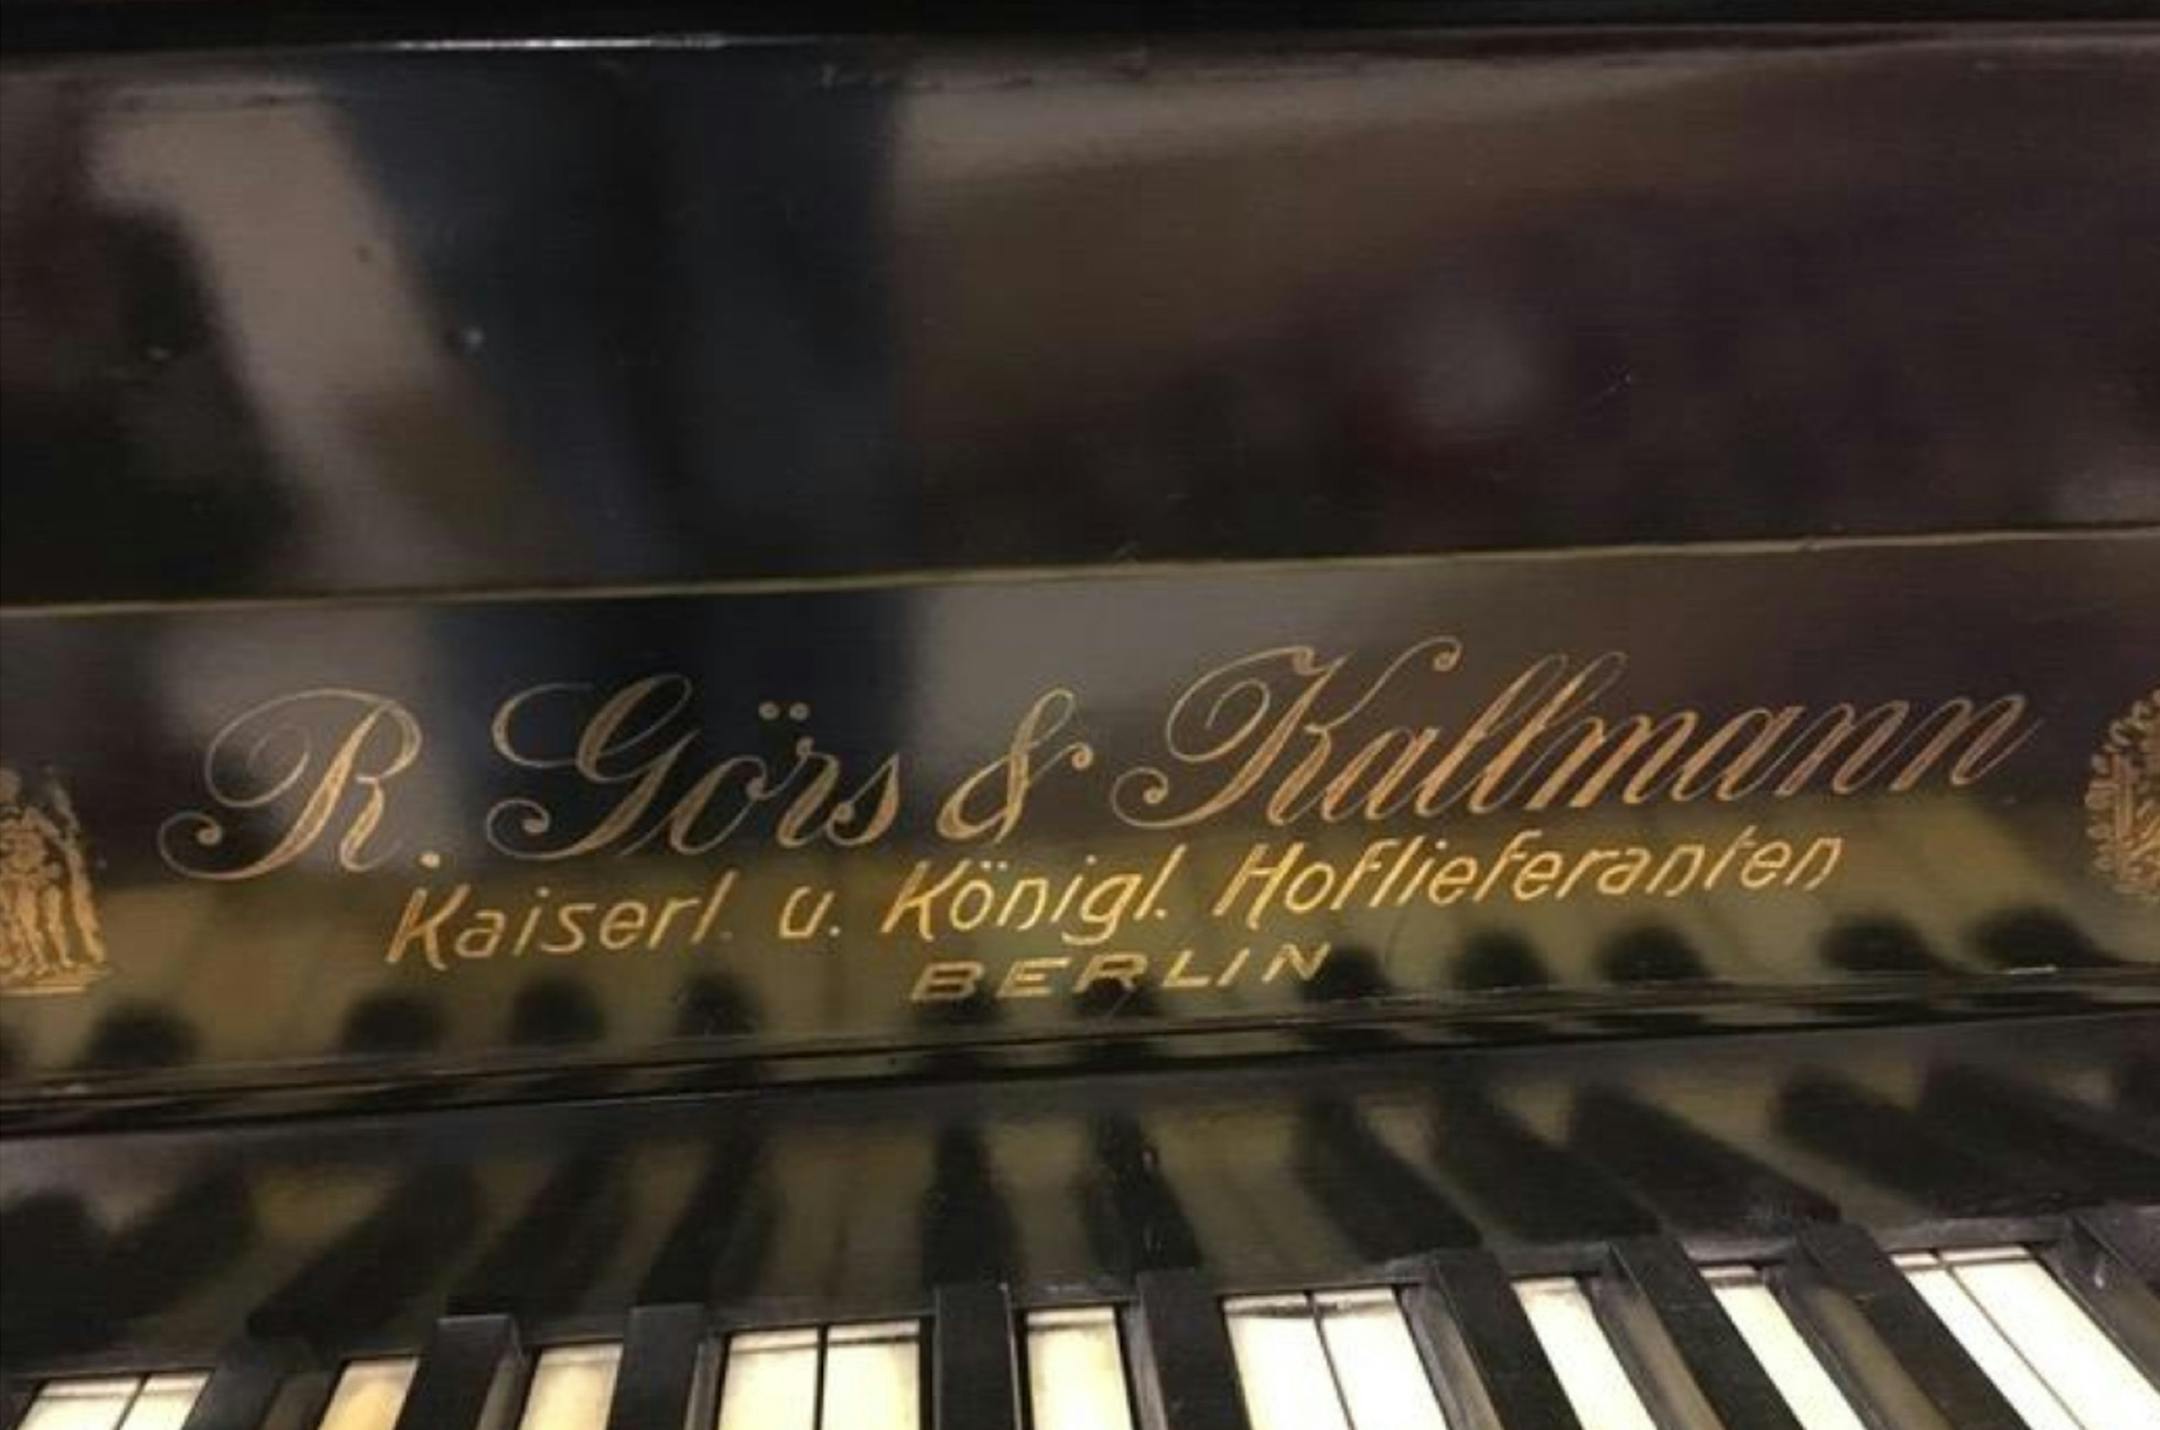 R. Görs & Kallmann
Kaiserl. u. Königl. Hoflieferanten
BERLIN